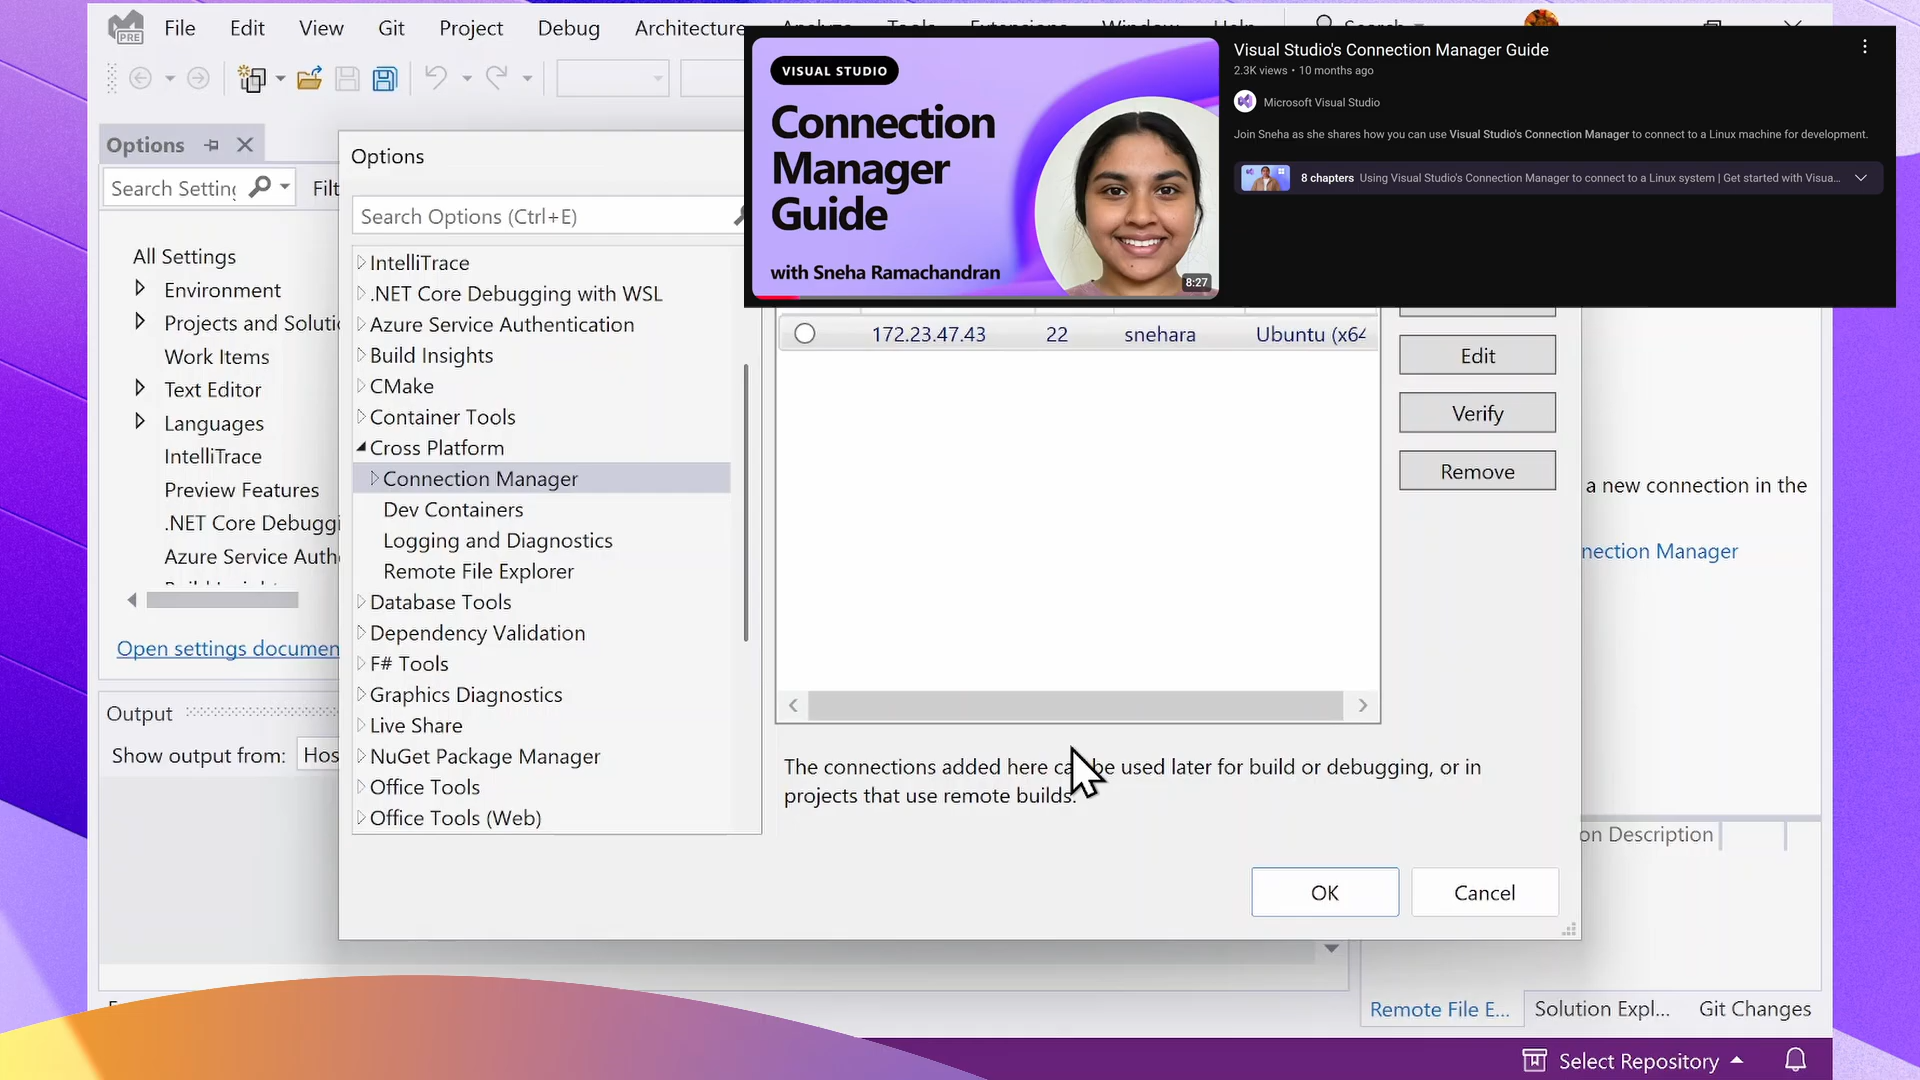 PRE
File
Edit
View
Git
Project
Debug
Architecture
Analyze
Tools
Extensions
Window
Help
Search
VISUAL STUDIO
Connection
Manager
Guide
with Sneha Ramachandran
8:27
Visual Studio's Connection Manager Guide
2.3K views • 10 months ago
Microsoft Visual Studio
Join Sneha as she shares how you can use Visual Studio's Connection Manager to connect to a Linux machine for development.
8 chapters Using Visual Studio's Connection Manager to connect to a Linux system | Get started with Visua...
Options
Search Setting
Filt
All Settings
Environment
Projects and Soluti
Work Items
Text Editor
Languages
IntelliTrace
Preview Features
.NET Core Debuggi
Azure Service Auth
Open settings documen
Output
Show output from: Hos
Options
Search Options (Ctrl+E)
IntelliTrace
.NET Core Debugging with WSL
Azure Service Authentication
Build Insights
CMake
Container Tools
Cross Platform
Connection Manager
Dev Containers
Logging and Diagnostics
Remote File Explorer
Database Tools
Dependency Validation
F# Tools
Graphics Diagnostics
Live Share
NuGet Package Manager
Office Tools
Office Tools (Web)
172.23.47.43 22 snehara Ubuntu (x64
Edit
Verify
Remove
The connections added here can be used later for build or debugging, or in
projects that use remote builds.
OK
Cancel
a new connection in the
nection Manager
on Description
Remote File E...
Solution Expl...
Git Changes
Select Repository